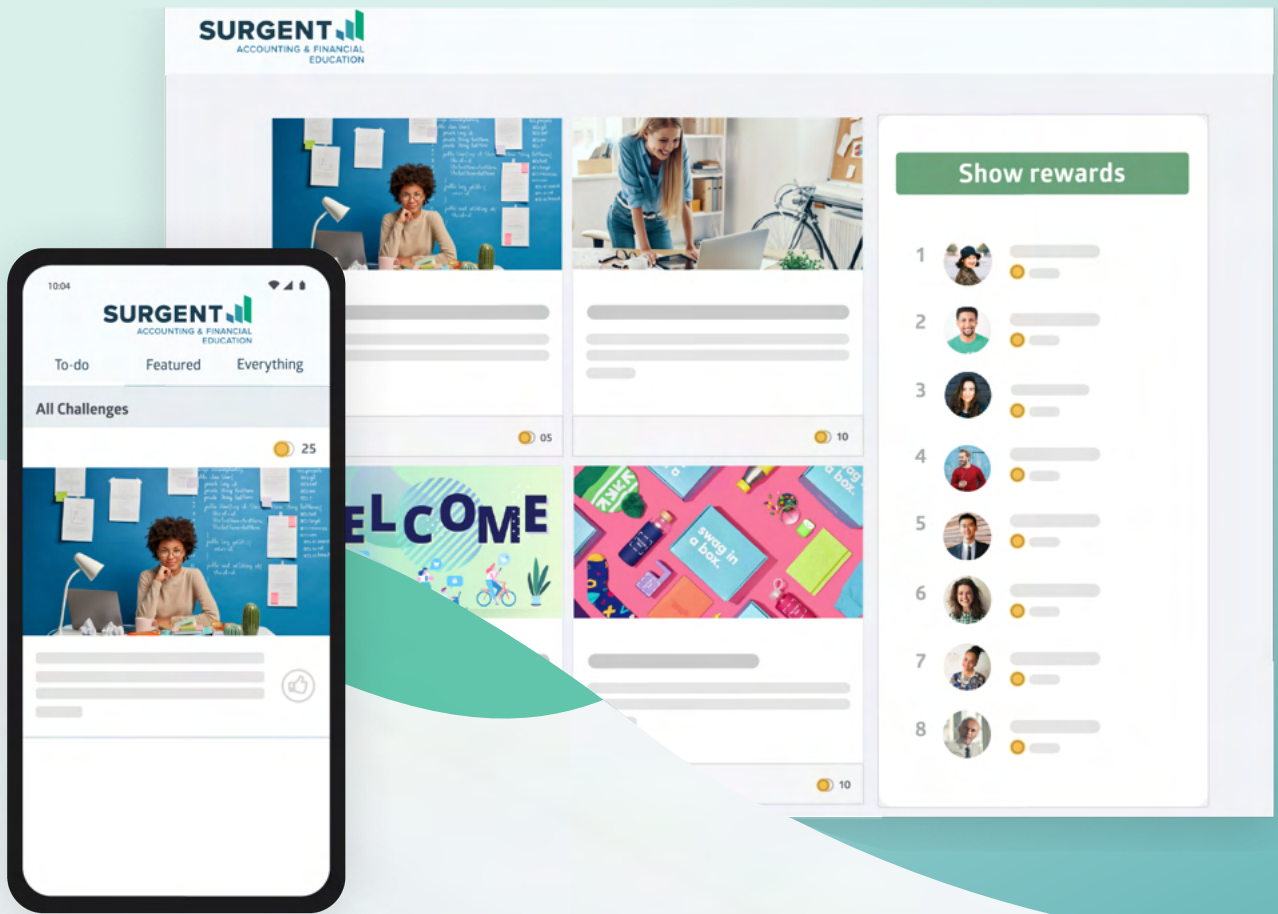 SURGENT
ACCOUNTING & FINANCIAL
EDUCATION
Show rewards
1
2
3
4
5
6
7
8
05
10
ELCOME
swag in
a box.
10
10:04
SURGENT
ACCOUNTING & FINANCIAL
EDUCATION
To-do
Featured
Everything
All Challenges
25